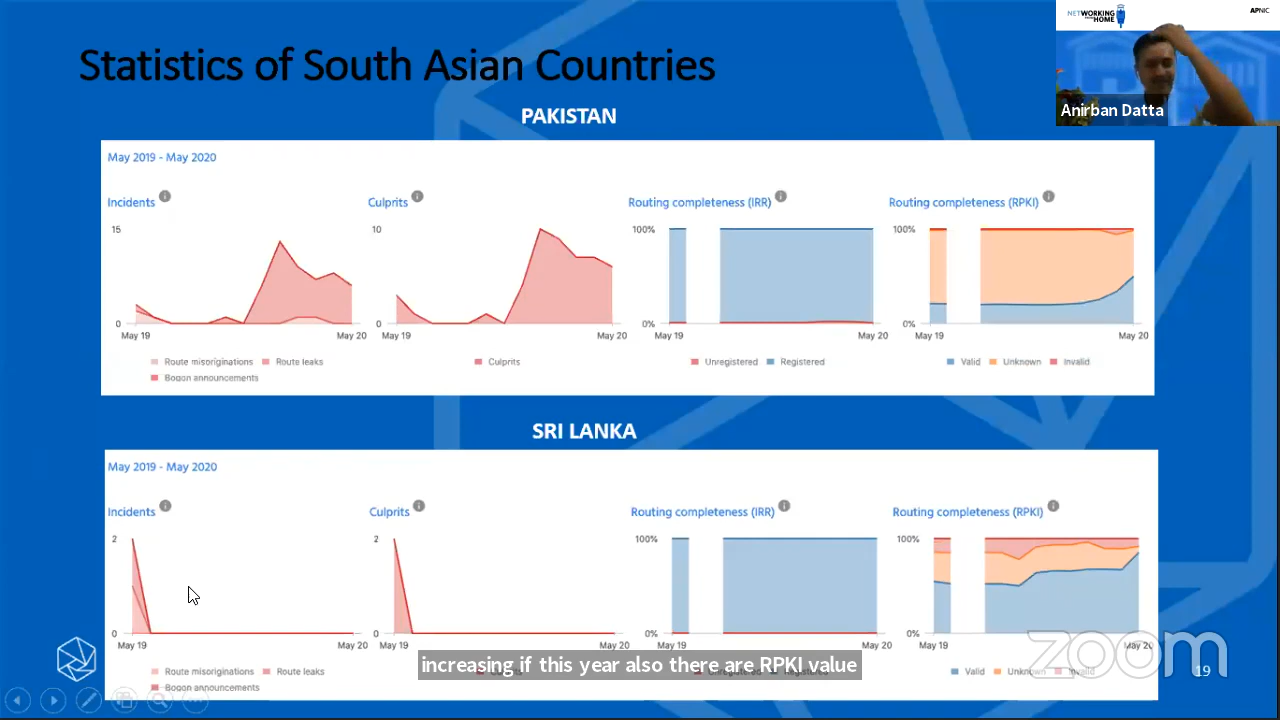 Statistics of South Asian Countries
NETWORKING
HOME
APNIC
Anirban Datta
PAKISTAN
May 2019 - May 2020
Incidents
Culprits
Routing completeness (IRR)
Routing completeness (RPKI)
15
10
100%
100%
0
0
0%
0%
May 19
May 20
May 19
May 20
May 19
May 20
May 19
May 20
Route misoriginations
Route leaks
Bogon announcements
Culprits
Unregistered
Registered
Valid
Unknown
Invalid
SRI LANKA
May 2019 - May 2020
Incidents
Culprits
Routing completeness (IRR)
Routing completeness (RPKI)
2
2
100%
100%
0
0
0%
0%
May 19
May 20
May 19
May 20
May 19
May 20
May 19
May 20
Route misoriginations
Route leaks
Bogon announcements
Culprits
Unregistered
Registered
Valid
Unknown
Invalid
increasing if this year also there are RPKI value
zoom
19